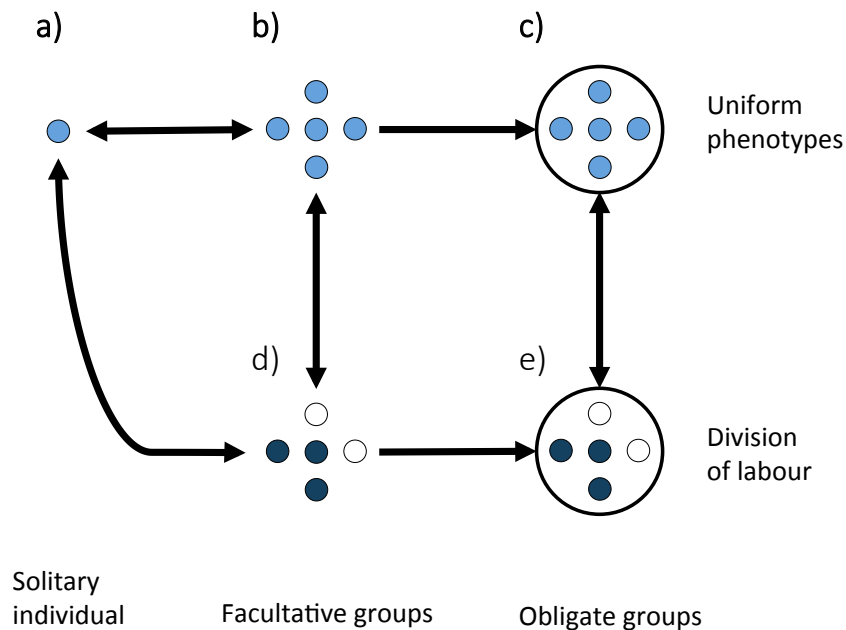 a)
b)
c)
Uniform
phenotypes
d)
e)
Division
of labour
Solitary
individual
Facultative groups
Obligate groups